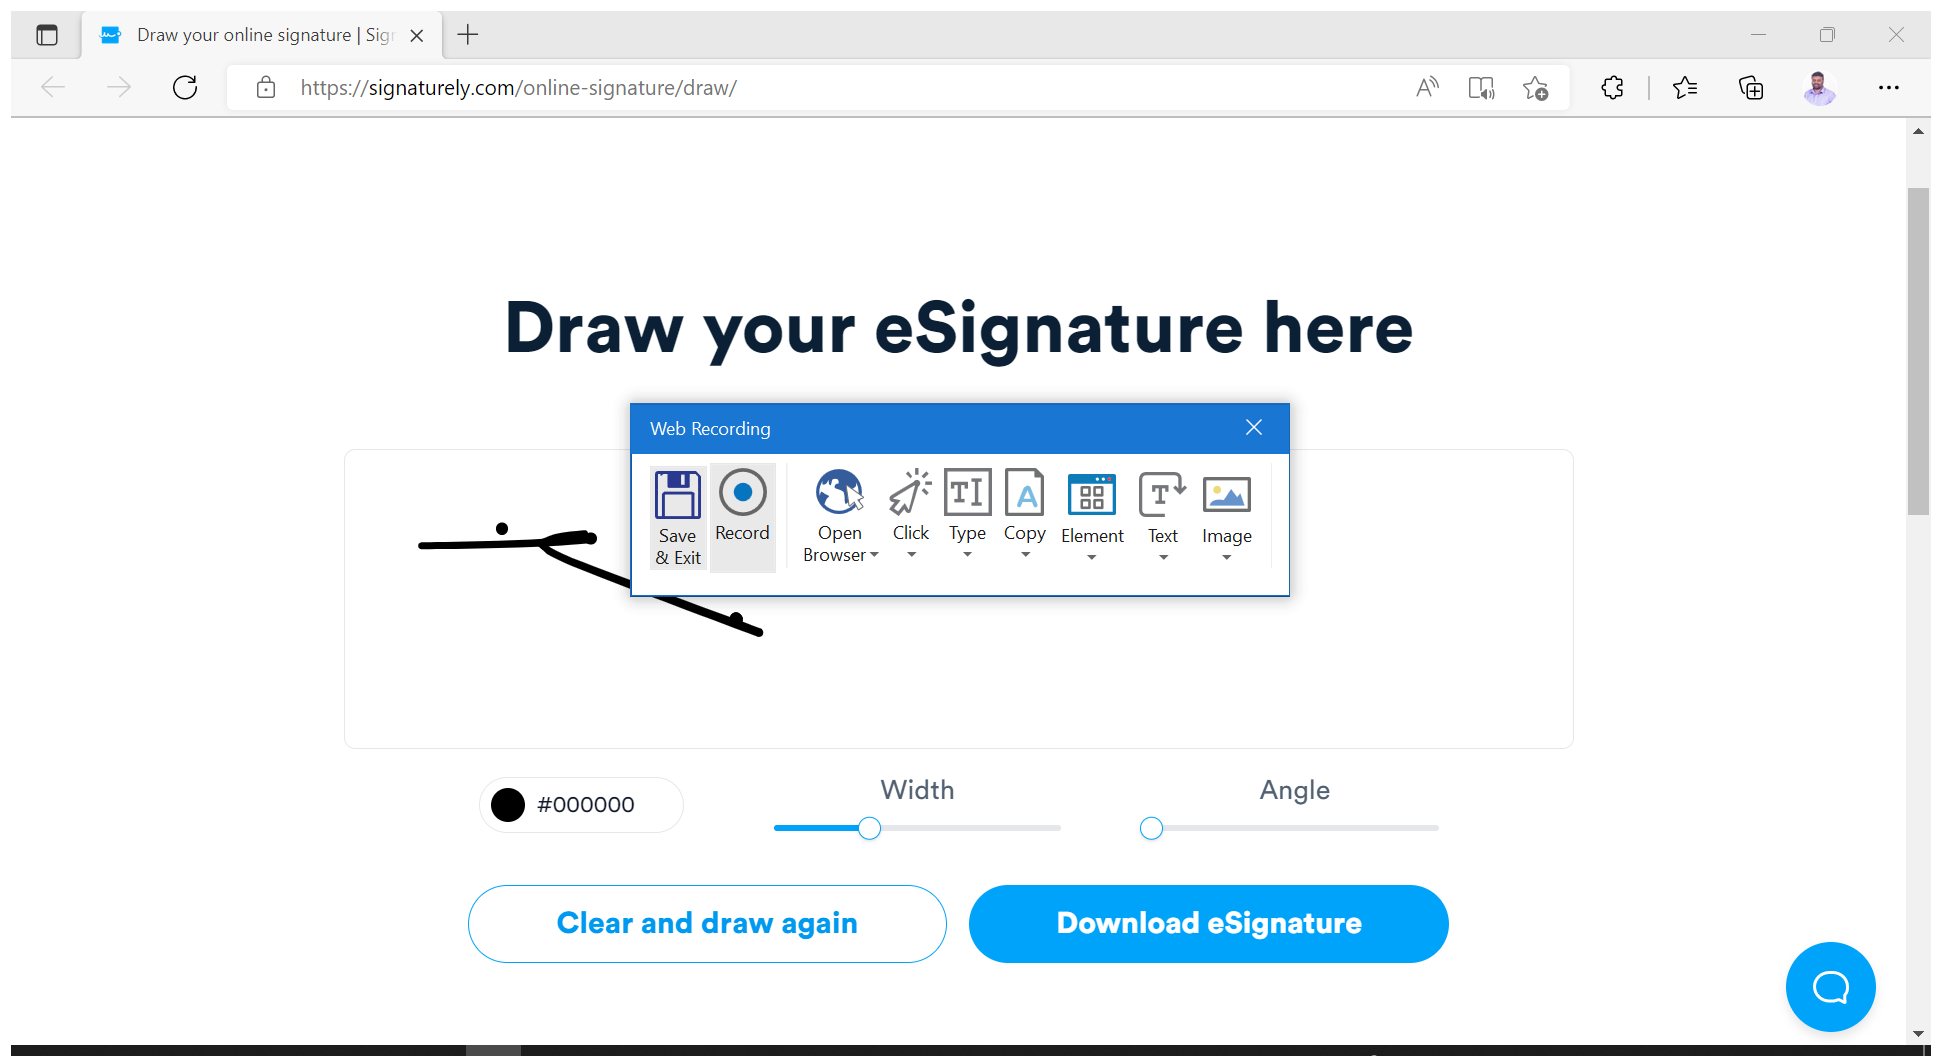 Draw your online signature | Sig
https://signaturely.com/online-signature/draw/
Draw your eSignature here
Web Recording
Save & Exit
Record
Open Browser
Click
Type
Copy
Element
Text
Image
#000000
Width
Angle
Clear and draw again
Download eSignature